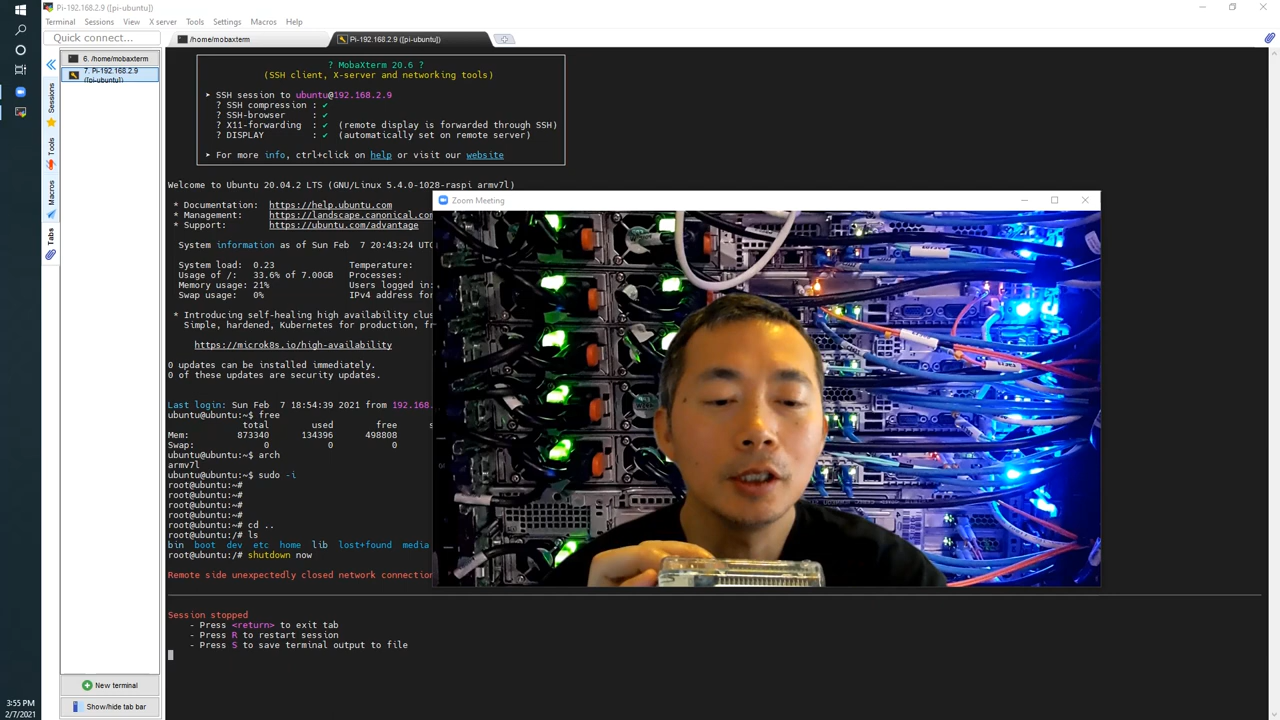 Pi-192.168.2.9 ([pi-ubuntu])
Terminal Sessions View X server Tools Settings Macros Help
Quick connect...
/home/mobaxterm
Pi-192.168.2.9 ([pi-ubuntu])
6. /home/mobaxterm
7. Pi-192.168.2.9
([pi-ubuntu])
Sessions
Tools
Macros
Tabs
? MobaXterm 20.6 ?
(SSH client, X-server and networking tools)
➤ SSH session to ubuntu@192.168.2.9
? SSH compression : ✔
? SSH-browser : ✔
? X11-forwarding : ✔ (remote display is forwarded through SSH)
? DISPLAY : ✔ (automatically set on remote server)
➤ For more info, ctrl+click on help or visit our website
Welcome to Ubuntu 20.04.2 LTS (GNU/Linux 5.4.0-1028-raspi armv7l)
* Documentation: https://help.ubuntu.com
* Management: https://landscape.canonical.com
* Support: https://ubuntu.com/advantage
System information as of Sun Feb 7 20:43:24 UTC
System load: 0.23 Temperature:
Usage of /: 33.6% of 7.00GB Processes:
Memory usage: 21% Users logged in:
Swap usage: 0% IPv4 address for
* Introducing self-healing high availability clus
Simple, hardened, Kubernetes for production, fr
https://microk8s.io/high-availability
0 updates can be installed immediately.
0 of these updates are security updates.
Last login: Sun Feb 7 18:54:39 2021 from 192.168.
ubuntu@ubuntu:~$ free
total used free s
Mem: 873340 134396 498808
Swap: 0 0 0
ubuntu@ubuntu:~$ arch
armv7l
ubuntu@ubuntu:~$ sudo -i
root@ubuntu:~#
root@ubuntu:~#
root@ubuntu:~#
root@ubuntu:~#
root@ubuntu:~# cd ..
root@ubuntu:/# ls
bin boot dev etc home lib lost+found media
root@ubuntu:/# shutdown now
Remote side unexpectedly closed network connection
Session stopped
- Press <return> to exit tab
- Press R to restart session
- Press S to save terminal output to file
Zoom Meeting
New terminal
Show/hide tab bar
3:55 PM
2/7/2021